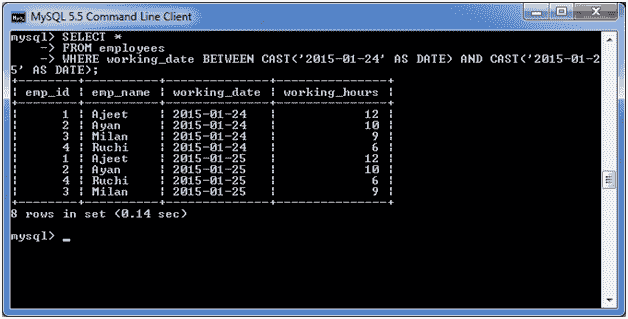 MySQL 5.5 Command Line Client
mysql> SELECT *
    -> FROM employees
    -> WHERE working_date BETWEEN CAST('2015-01-24' AS DATE) AND CAST('2015-01-2
5' AS DATE);
+--------+----------+--------------+---------------+
| emp_id | emp_name | working_date | working_hours |
+--------+----------+--------------+---------------+
|      1 | Ajeet    | 2015-01-24   |            12 |
|      2 | Ayan     | 2015-01-24   |            10 |
|      3 | Milan    | 2015-01-24   |             9 |
|      4 | Ruchi    | 2015-01-24   |             6 |
|      1 | Ajeet    | 2015-01-25   |            12 |
|      2 | Ayan     | 2015-01-25   |            10 |
|      4 | Ruchi    | 2015-01-25   |             6 |
|      3 | Milan    | 2015-01-25   |             9 |
+--------+----------+--------------+---------------+
8 rows in set (0.14 sec)
mysql> _